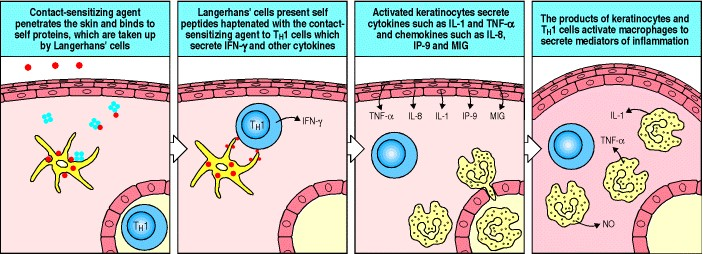 Contact-sensitizing agent
penetrates the skin and binds to
self proteins, which are taken up
by Langerhans' cells
TH1
Langerhans' cells present self
peptides haptenated with the contact-
sensitizing agent to TH1 cells which
secrete IFN-γ and other cytokines
TH1
IFN-γ
Activated keratinocytes secrete
cytokines such as IL-1 and TNF-α
and chemokines such as IL-8,
IP-9 and MIG
TNF-α IL-8 IL-1 IP-9 MIG
The products of keratinocytes and
TH1 cells activate macrophages to
secrete mediators of inflammation
IL-1
TNF-α
NO